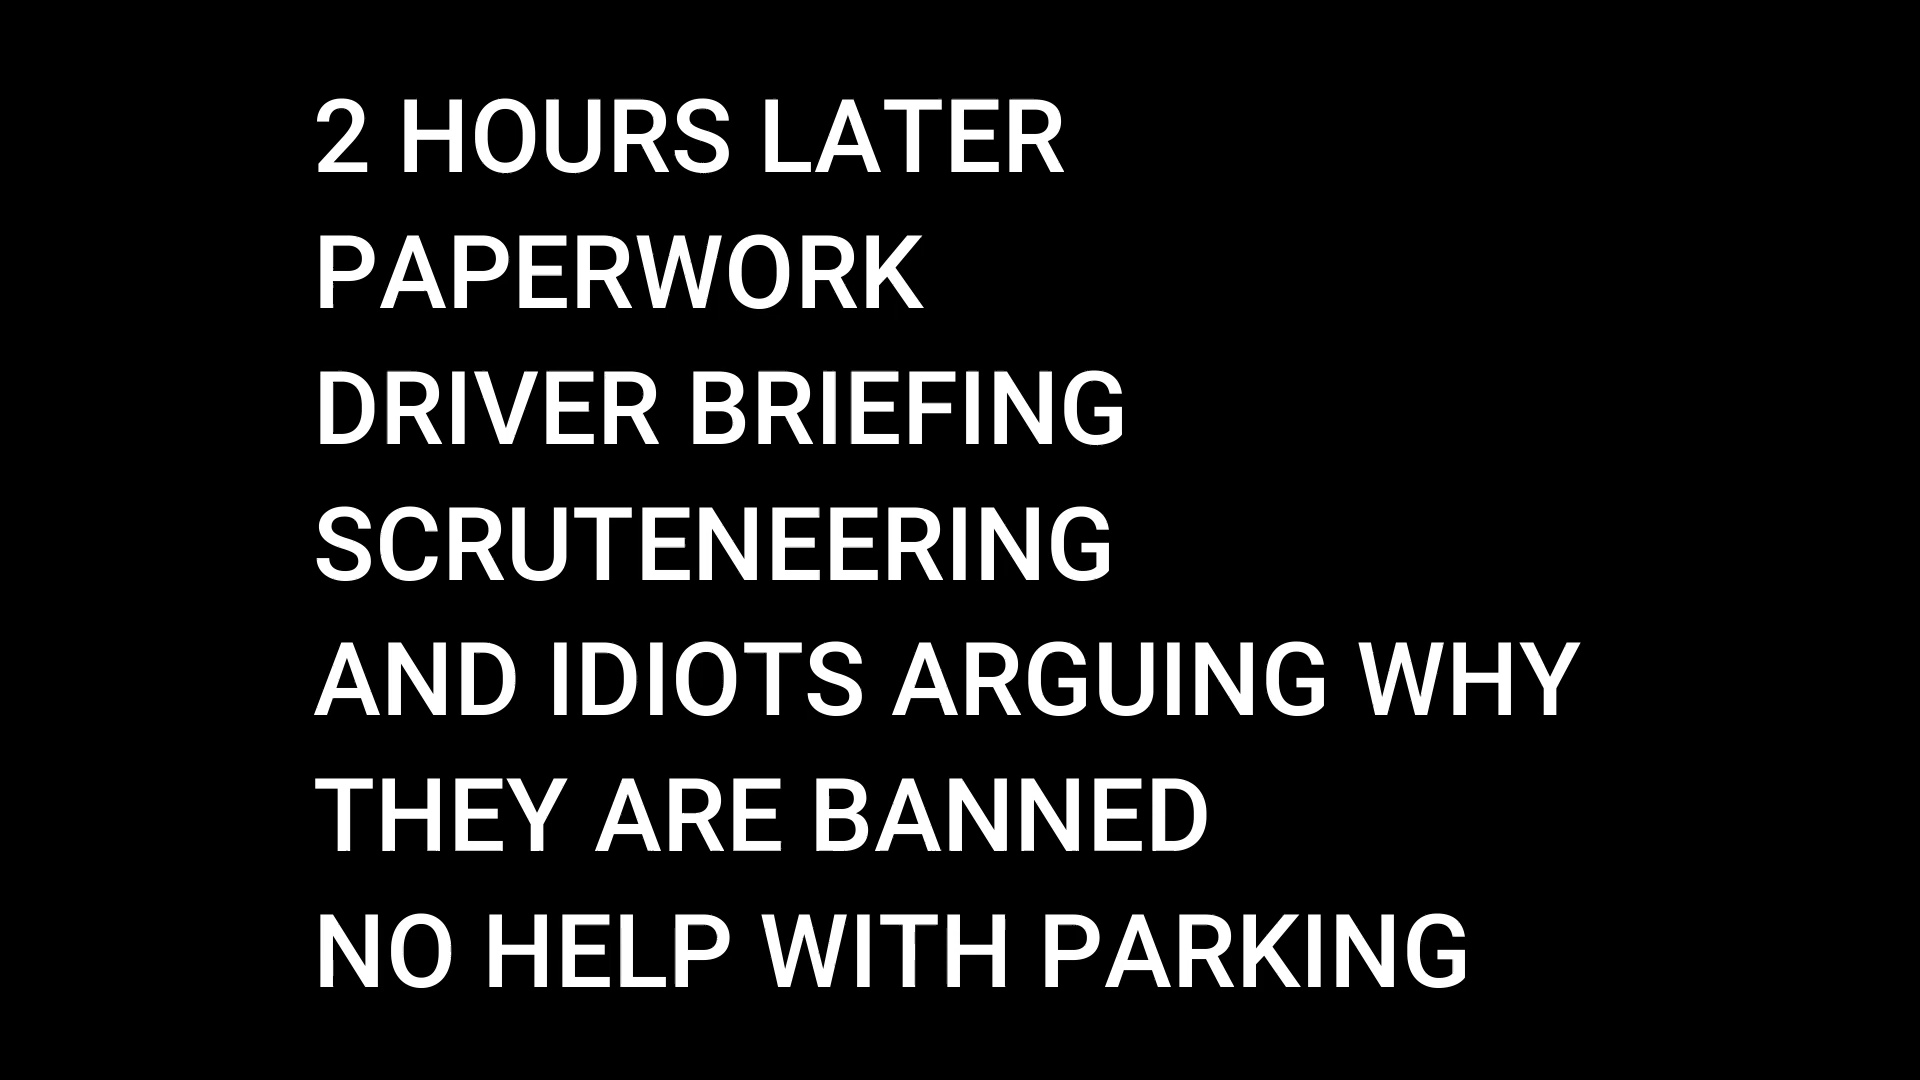 2 HOURS LATER
PAPERWORK
DRIVER BRIEFING
SCRUTENEERING
AND IDIOTS ARGUING WHY
THEY ARE BANNED
NO HELP WITH PARKING